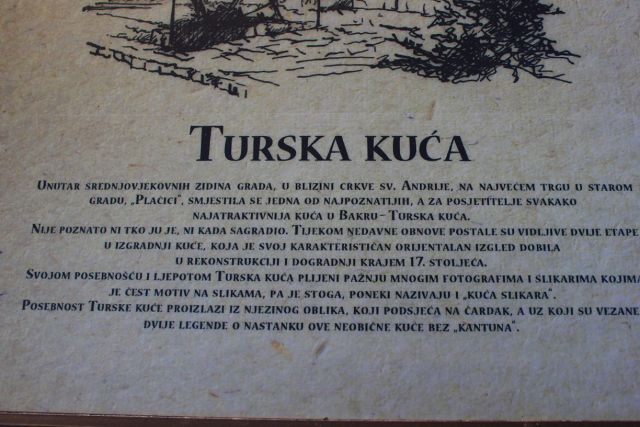 Turska kuća
Unutar srednjovjekovnih zidina grada, u blizini crkve sv. Andrije, na najvećem trgu u starom
gradu, „Placici“, smjestila se jedna od najpoznatijih, a za posjetitelje svakako
najatraktivnija kuća u Bakru- Turska kuća.
Nije poznato ni tko ju je, ni kada sagradio. Tijekom nedavne obnove postale su vidljive dvije etape
u izgradnji kuće, koja je svoj karakterističan orijentalan izgled dobila
u rekonstrukciji i dogradnji krajem 17. stoljeća.
Svojom posebnošću i ljepotom Turska kuća plijeni pažnju mnogim fotografima i slikarima kojima
je čest motiv na slikama, pa je stoga, poneki nazivaju i „kuća slikara“.
Posebnost Turske kuće proizlazi iz njezinog oblika, koji podsjeća na čardak, a uz koji su vezane
dvije legende o nastanku ove neobične kuće bez „kantuna“.